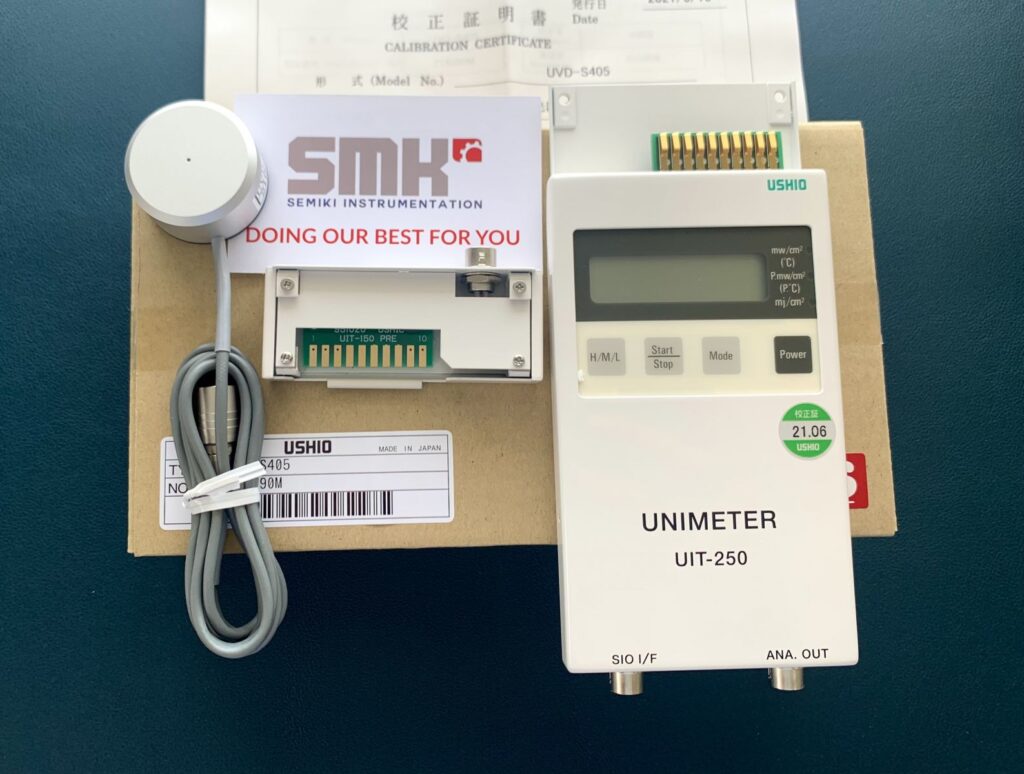 校正証明書
CALIBRATION CERTIFICATE
発行日
Date
形 式 (Model No.)
UVD-S405
SMK
SEMIKI INSTRUMENTATION
DOING OUR BEST FOR YOU
UIT-150 PRE
1
10
USHIO
MADE IN JAPAN
S405
NO
90M
USHIO
mw/cm²
(℃)
P.mw/cm²
(P.℃)
mj/cm²
H/M/L
Start
Stop
Mode
Power
校正証
21.06
USHIO
UNIMETER
UIT-250
SIO I/F
ANA. OUT